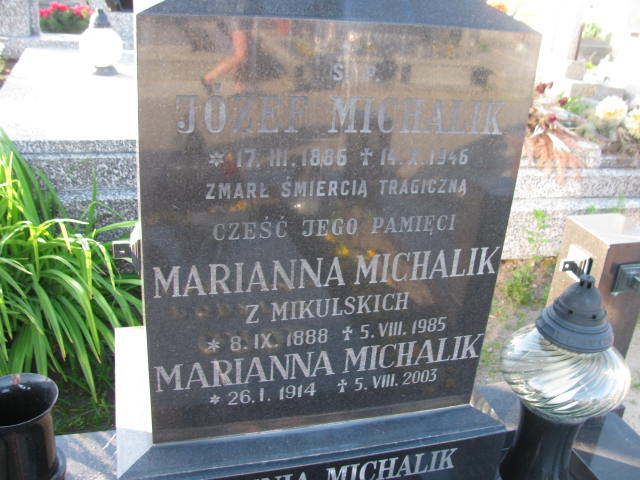 Ś. P.
JÓZEF MICHALIK
* 17. III. 1886 ✝ 14. X. 1946
ZMARŁ ŚMIERCIĄ TRAGICZNĄ
CZEŚĆ JEGO PAMIĘCI
MARIANNA MICHALIK
Z MIKULSKICH
* 8. IX. 1888 ✝ 5. VIII. 1985
MARIANNA MICHALIK
* 26. I. 1914 ✝ 5. VIII. 2003
MICHALIK